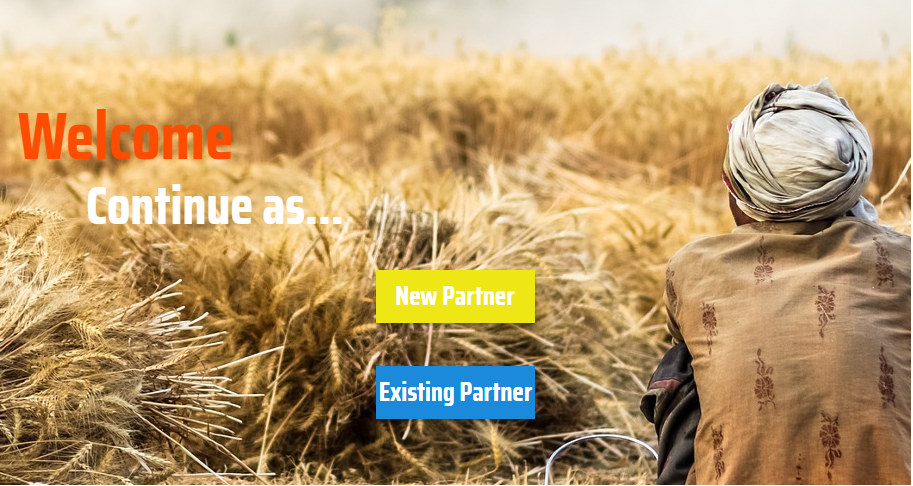 Welcome
Continue as...
New Partner
Existing Partner